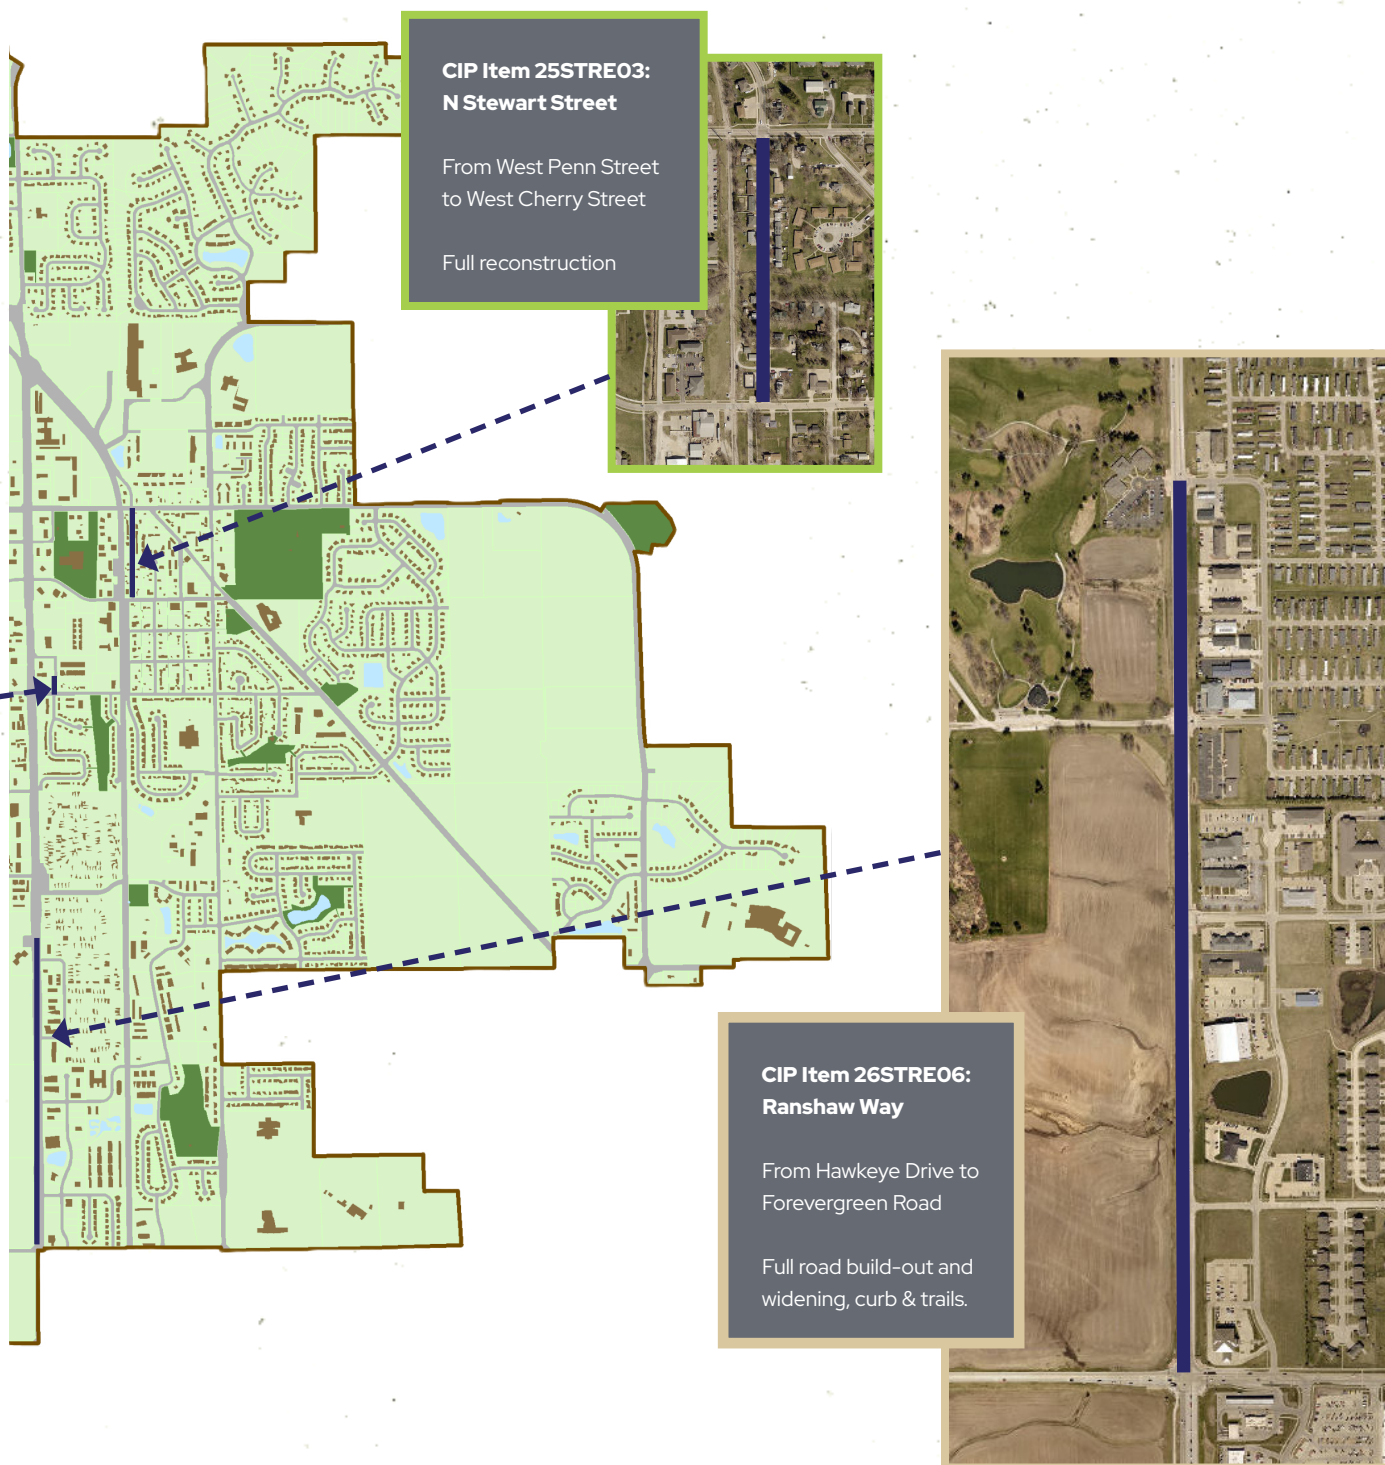 CIP Item 25STRE03:
N Stewart Street
From West Penn Street
to West Cherry Street
Full reconstruction
CIP Item 26STRE06:
Ranshaw Way
From Hawkeye Drive to
Forevergreen Road
Full road build-out and
widening, curb & trails.